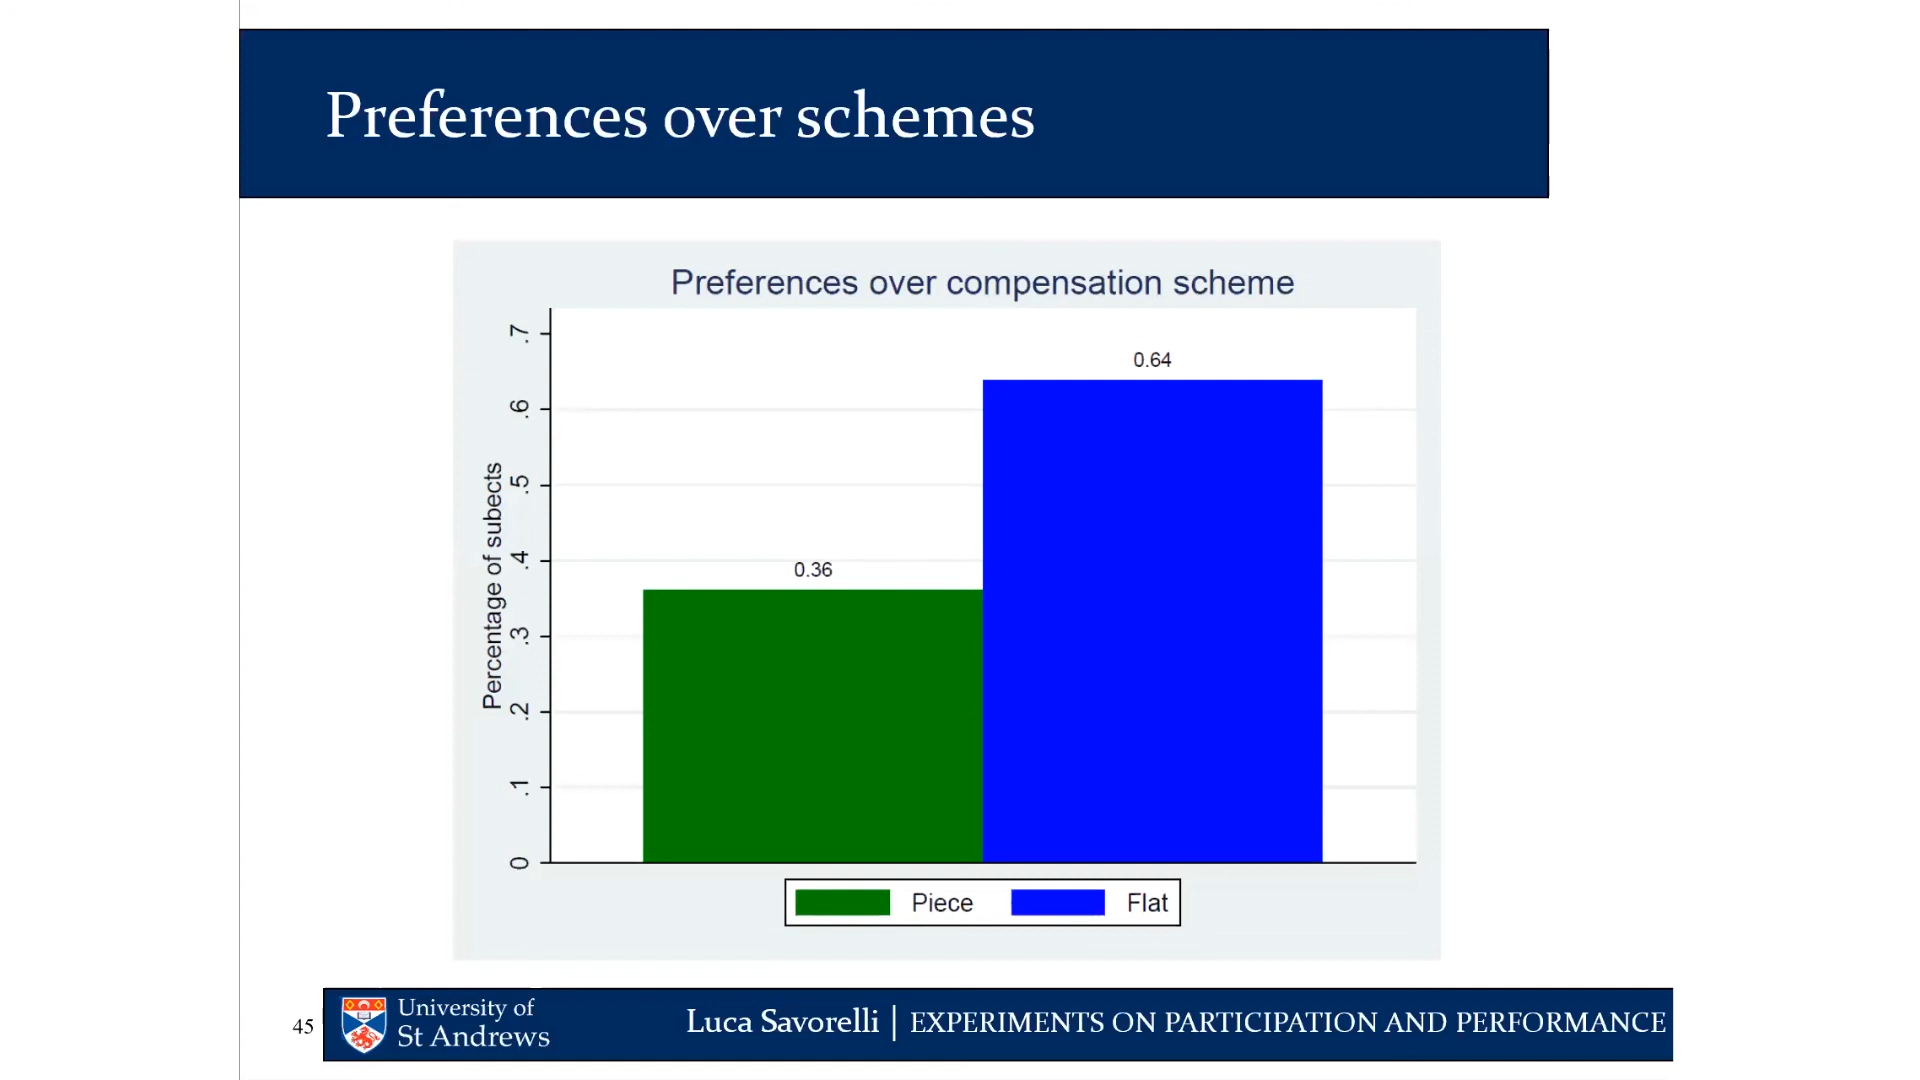 Preferences over schemes
Preferences over compensation scheme
Percentage of subects
.7
.6
.5
.4
.3
.2
.1
0
0.36
0.64
Piece
Flat
45
University of
St Andrews
Luca Savorelli | EXPERIMENTS ON PARTICIPATION AND PERFORMANCE